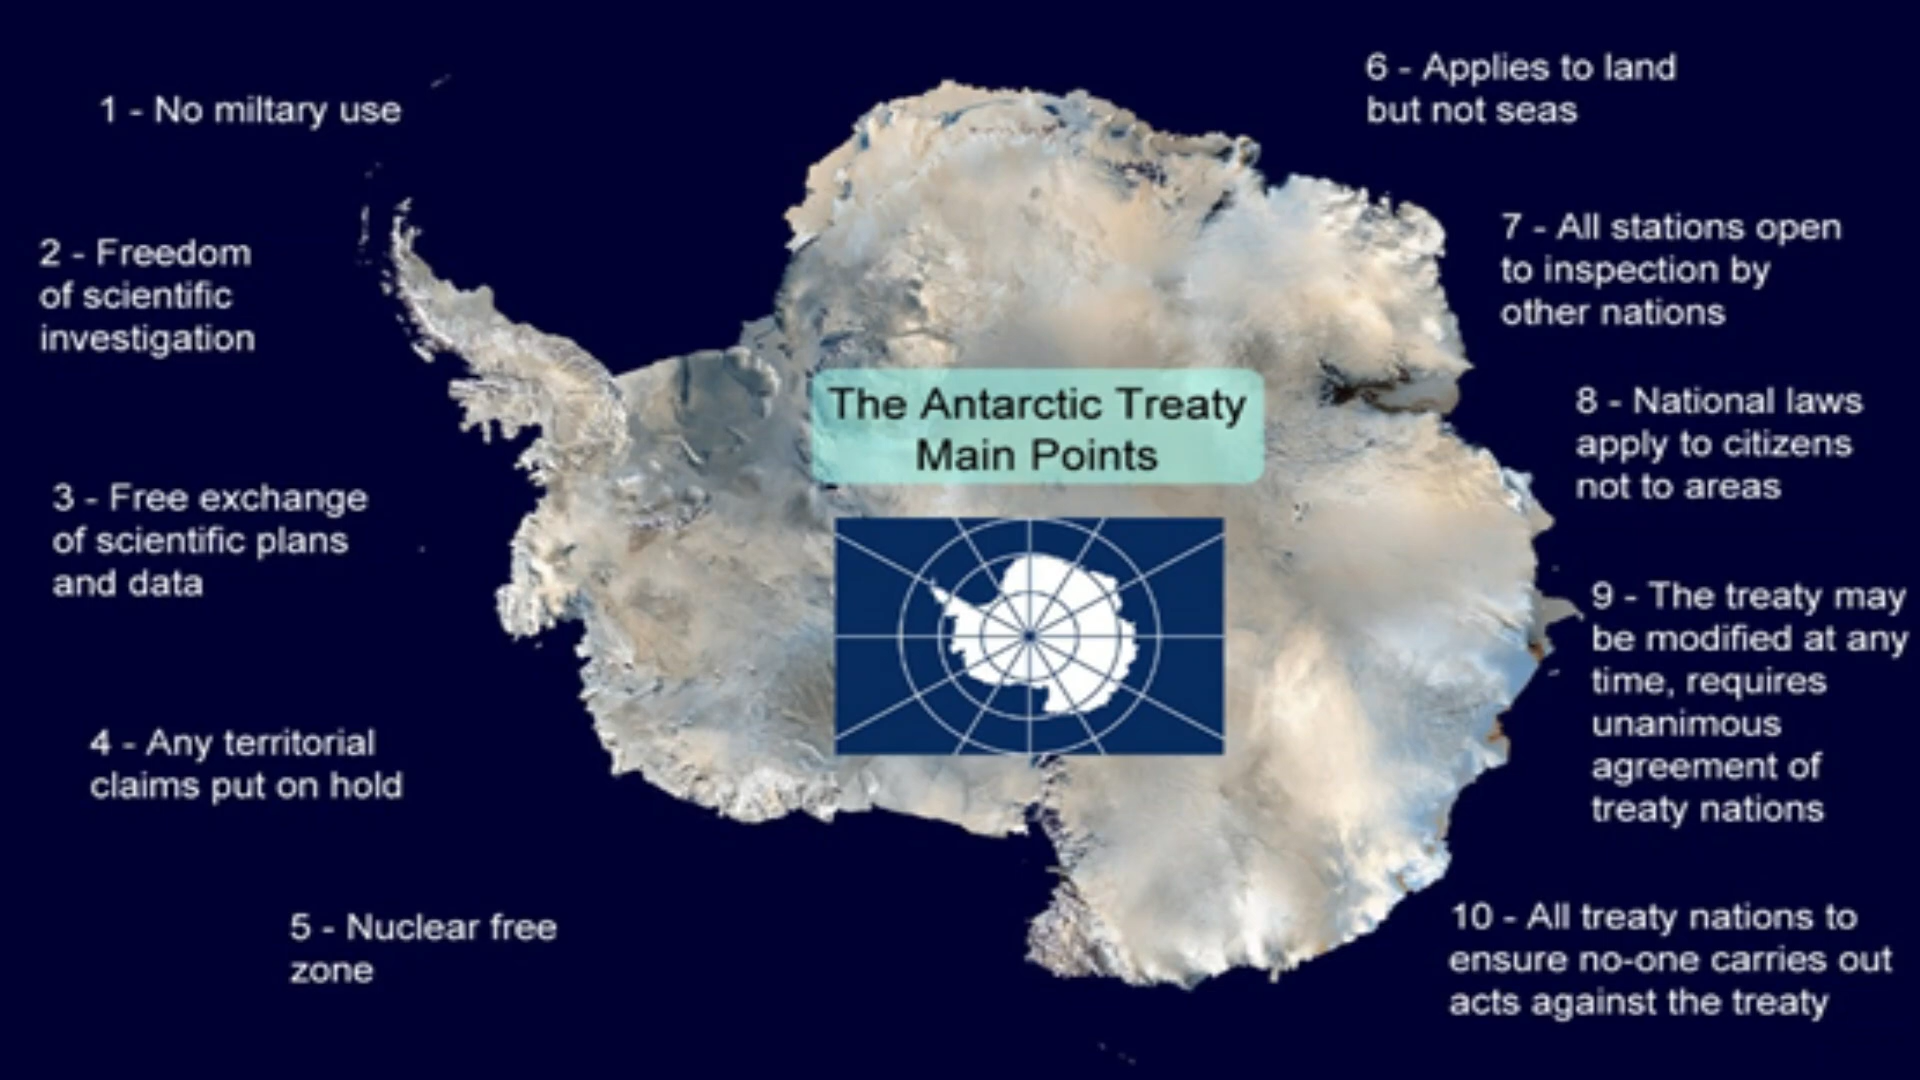 The Antarctic Treaty
Main Points
1 - No miltary use
2 - Freedom
of scientific
investigation
3 - Free exchange
of scientific plans
and data
4 - Any territorial
claims put on hold
5 - Nuclear free
zone
6 - Applies to land
but not seas
7 - All stations open
to inspection by
other nations
8 - National laws
apply to citizens
not to areas
9 - The treaty may
be modified at any
time, requires
unanimous
agreement of
treaty nations
10 - All treaty nations to
ensure no-one carries out
acts against the treaty